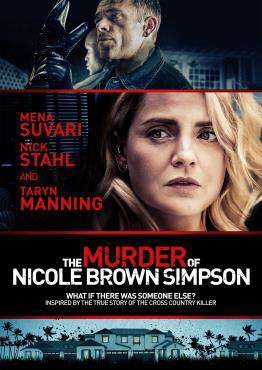 MENA
SUVARI
NICK
STAHL
AND
TARYN
MANNING
THE MURDER OF
NICOLE BROWN SIMPSON
WHAT IF THERE WAS SOMEONE ELSE?
INSPIRED BY THE TRUE STORY OF THE CROSS COUNTRY KILLER